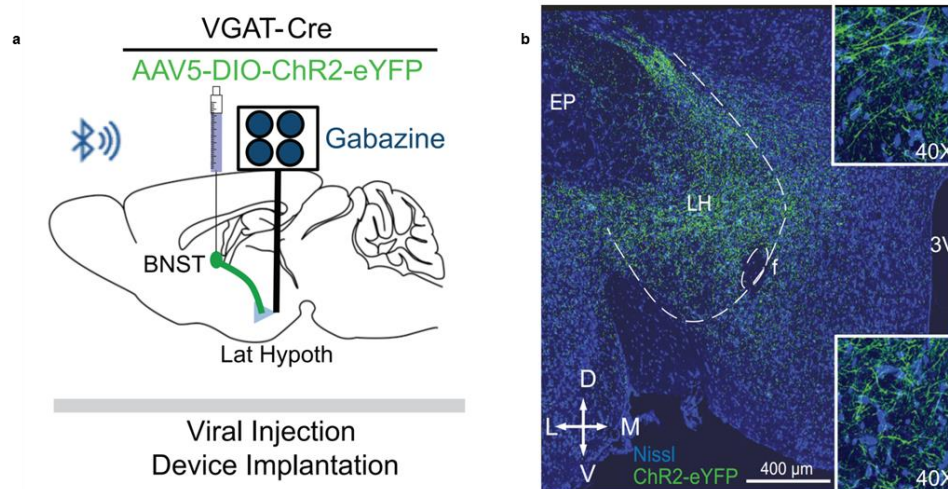 a
VGAT-Cre
AAV5-DIO-ChR2-eYFP
Gabazine
BNST
Lat Hypoth
Viral Injection
Device Implantation
b
EP
40X
LH
3V
f
D
L
M
V
Nissl
ChR2-eYFP
400 µm
40X